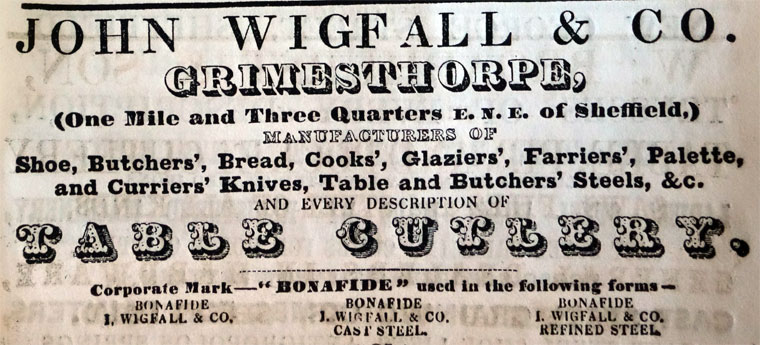 JOHN WIGFALL & CO.
GRIMESTHORPE,
(One Mile and Three Quarters E. N. E. of Sheffield,)
MANUFACTURERS OF
Shoe, Butchers', Bread, Cooks', Glaziers', Farriers', Palette,
and Curriers' Knives, Table and Butchers' Steels, &c.
AND EVERY DESCRIPTION OF
TABLE CUTLERY.
Corporate Mark—"BONAFIDE" used in the following forms—
BONAFIDE BONAFIDE BONAFIDE
I. WIGFALL & CO. I. WIGFALL & CO. I. WIGFALL & CO.
CAST STEEL. REFINED STEEL.